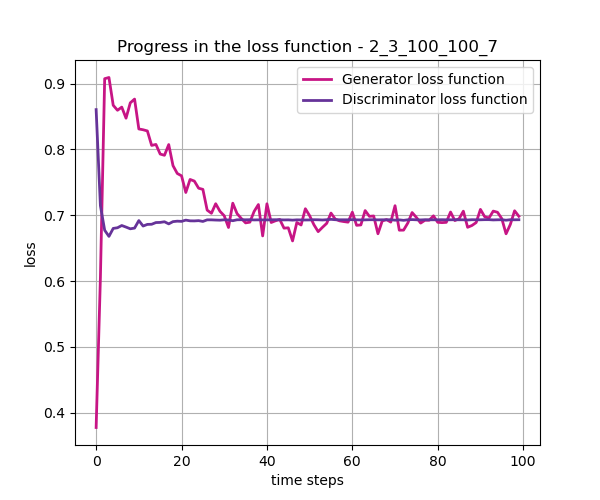 Progress in the loss function - 2_3_100_100_7
Generator loss function
Discriminator loss function
0.9
0.8
0.7
0.6
0.5
0.4
loss
0 20 40 60 80 100
time steps